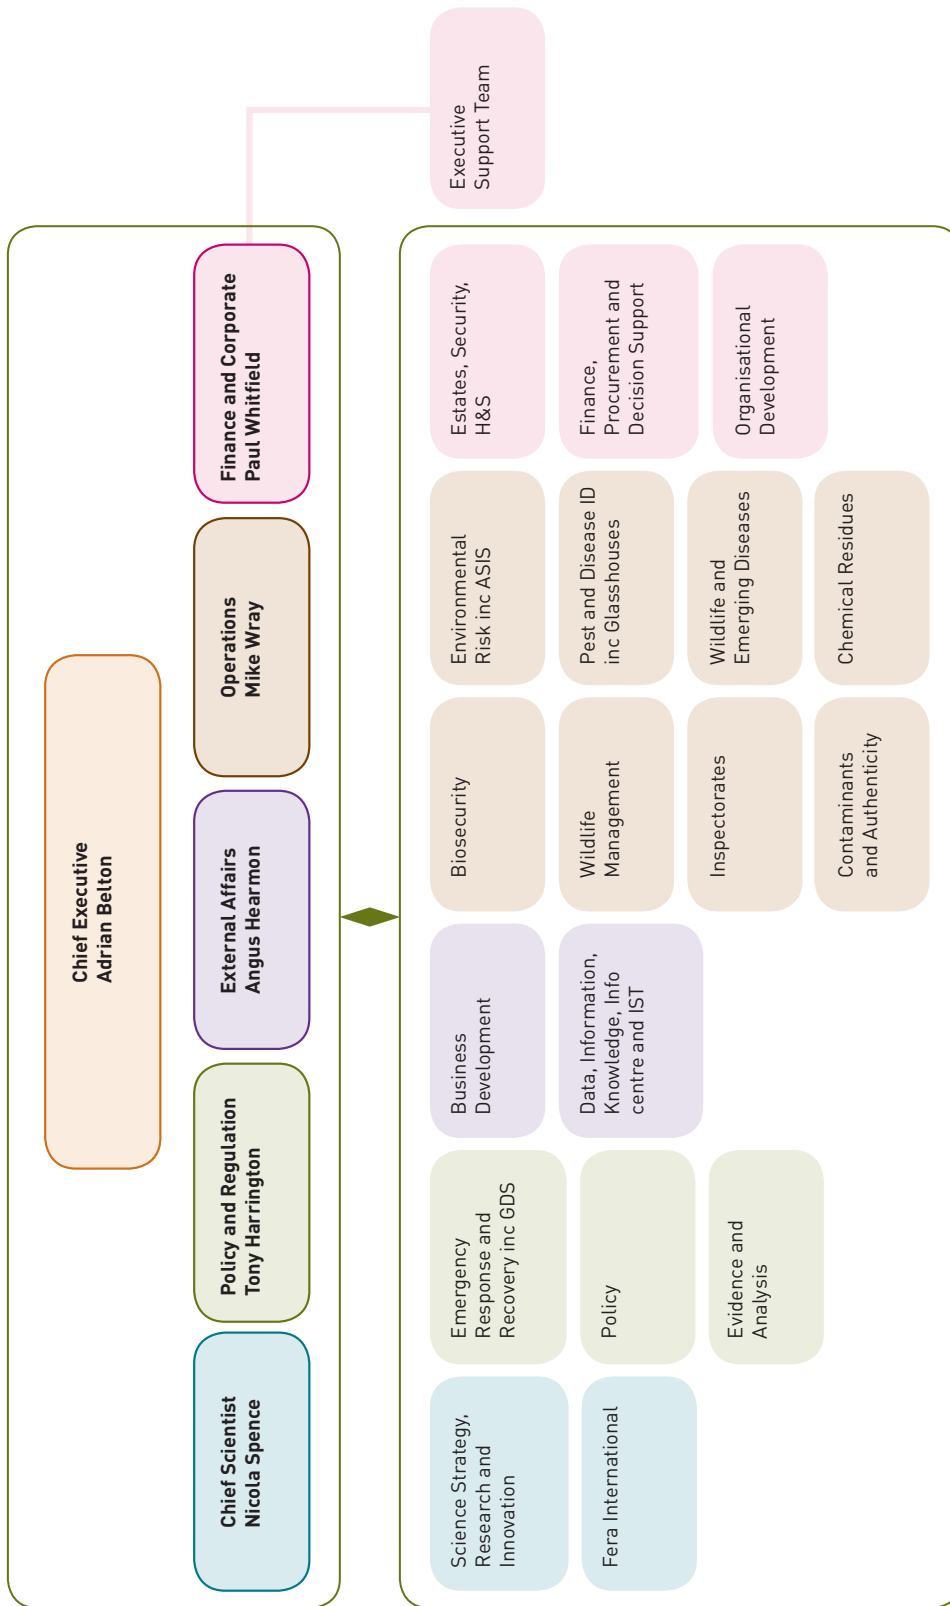 Chief Executive
Adrian Belton
Chief Scientist
Nicola Spence
Policy and Regulation
Tony Harrington
External Affairs
Angus Hearmon
Operations
Mike Wray
Finance and Corporate
Paul Whitfield
Science Strategy,
Research and
Innovation
Fera International
Emergency
Response and
Recovery inc GDS
Policy
Evidence and
Analysis
Business
Development
Data, Information,
Knowledge, Info
centre and IST
Biosecurity
Wildlife
Management
Inspectorates
Contaminants
and Authenticity
Environmental
Risk inc ASIS
Pest and Disease ID
inc Glasshouses
Wildlife and
Emerging Diseases
Chemical Residues
Estates, Security,
H&S
Finance,
Procurement and
Decision Support
Organisational
Development
Executive
Support Team